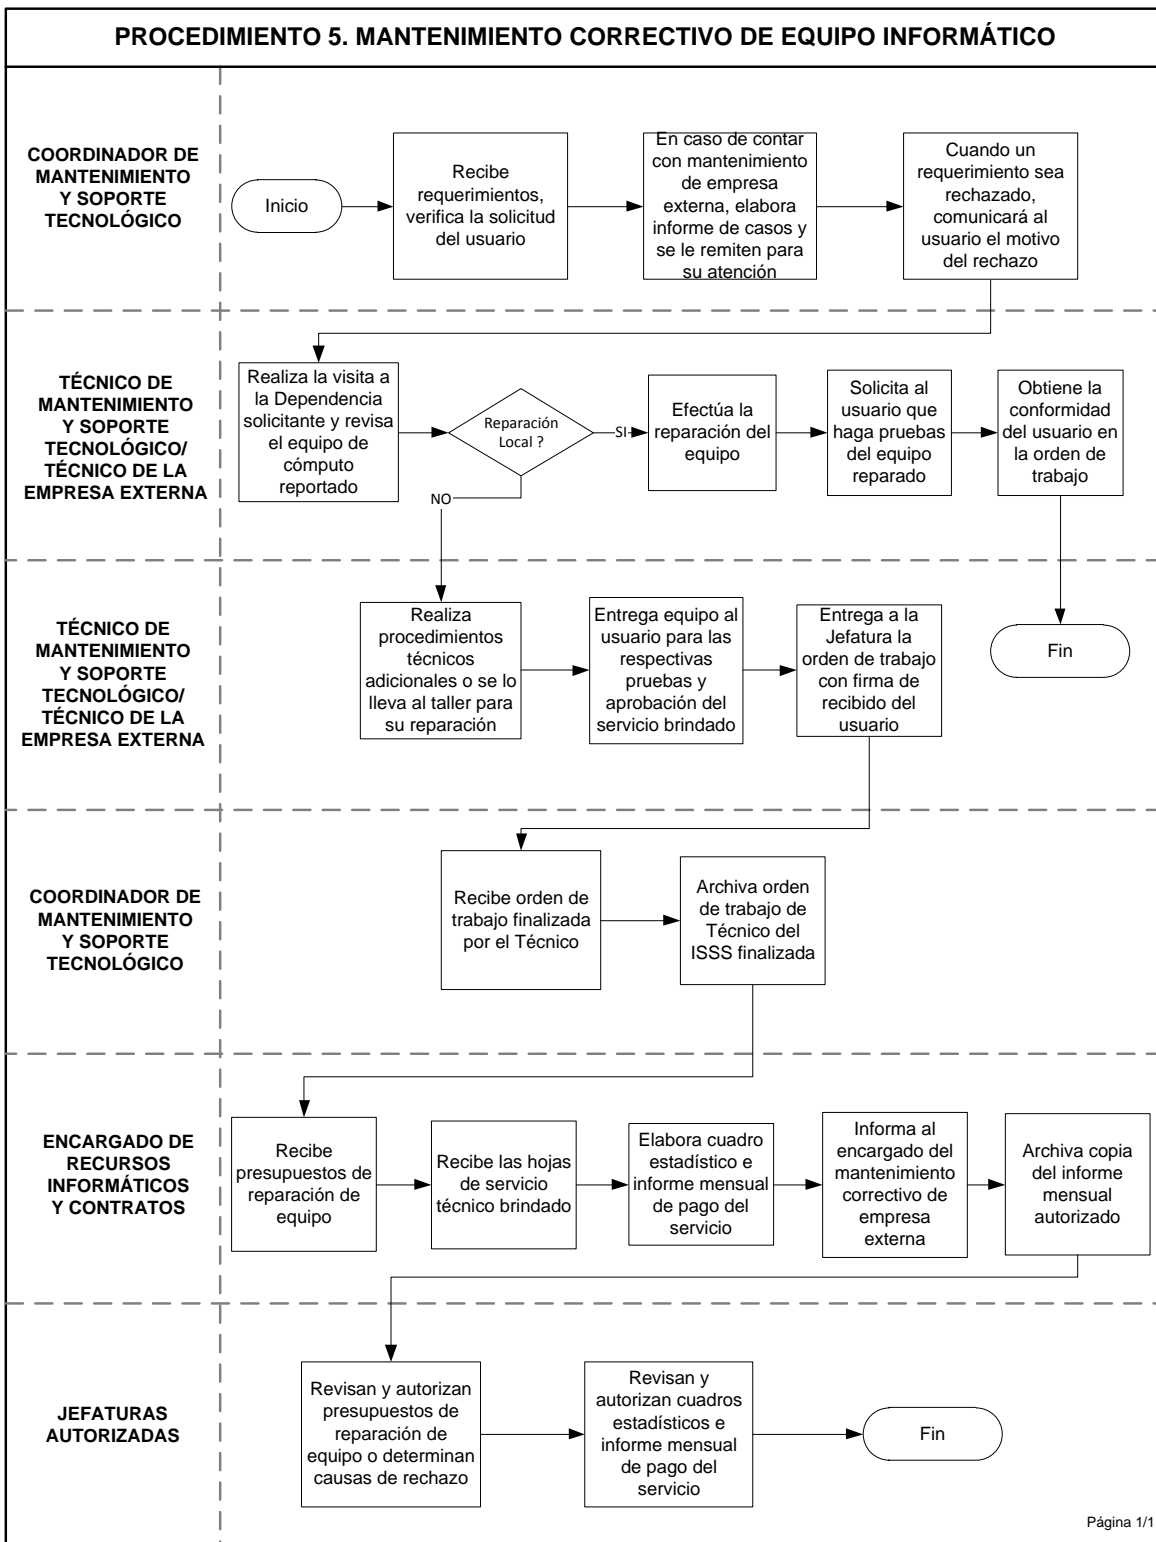 PROCEDIMIENTO 5. MANTENIMIENTO CORRECTIVO DE EQUIPO INFORMÁTICO
COORDINADOR DE
MANTENIMIENTO
Y SOPORTE
TECNOLÓGICO
Inicio
Recibe
requerimientos,
verifica la solicitud
del usuario
En caso de contar
con mantenimiento
de empresa
externa, elabora
informe de casos y
se le remiten para
su atención
Cuando un
requerimiento sea
rechazado,
comunicará al
usuario el motivo
del rechazo
TÉCNICO DE
MANTENIMIENTO
Y SOPORTE
TECNOLÓGICO/
TÉCNICO DE LA
EMPRESA EXTERNA
Realiza la visita a
la Dependencia
solicitante y revisa
el equipo de
cómputo
reportado
Reparación
Local ?
SI
NO
Efectúa la
reparación del
equipo
Solicita al
usuario que
haga pruebas
del equipo
reparado
Obtiene la
conformidad
del usuario en
la orden de
trabajo
TÉCNICO DE
MANTENIMIENTO
Y SOPORTE
TECNOLÓGICO/
TÉCNICO DE LA
EMPRESA EXTERNA
Realiza
procedimientos
técnicos
adicionales o se lo
lleva al taller para
su reparación
Entrega equipo al
usuario para las
respectivas
pruebas y
aprobación del
servicio brindado
Entrega a la
Jefatura la
orden de trabajo
con firma de
recibido del
usuario
Fin
COORDINADOR DE
MANTENIMIENTO
Y SOPORTE
TECNOLÓGICO
Recibe orden de
trabajo finalizada
por el Técnico
Archiva orden
de trabajo de
Técnico del
ISSS finalizada
ENCARGADO DE
RECURSOS
INFORMÁTICOS
Y CONTRATOS
Recibe
presupuestos de
reparación de
equipo
Recibe las hojas
de servicio
técnico brindado
Elabora cuadro
estadístico e
informe mensual
de pago del
servicio
Informa al
encargado del
mantenimiento
correctivo de
empresa
externa
Archiva copia
del informe
mensual
autorizado
JEFATURAS
AUTORIZADAS
Revisan y autorizan
presupuestos de
reparación de
equipo o determinan
causas de rechazo
Revisan y
autorizan cuadros
estadísticos e
informe mensual
de pago del
servicio
Fin
Página 1/1